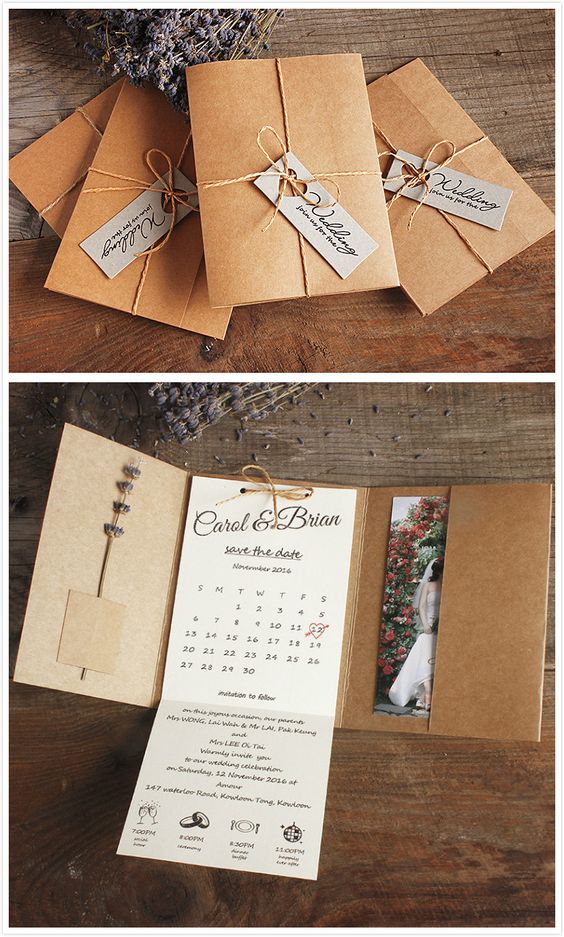 Wedding
join us for the
Wedding
join us for the
Wedding
join us for the
Carol & Brian
save the date
November 2016
S M T W T F S
1 2 3 4 5
6 7 8 9 10 11 12
13 14 15 16 17 18 19
20 21 22 23 24 25 26
27 28 29 30
invitation to follow
on this joyous occasion, our parents
Mrs WONG, Lai Wah & Mr LAI, Pak Keung
and
Mrs LEE Oi Tai
Warmly invite you
to our wedding celebration
on Saturday, 12 November 2016 at
Amour
147 waterloo Road, Kowloon Tong, Kowloon
7:00PM
social
hour
8:00PM
ceremony
8:30PM
dinner
buffet
11:00PM
happily
ever after